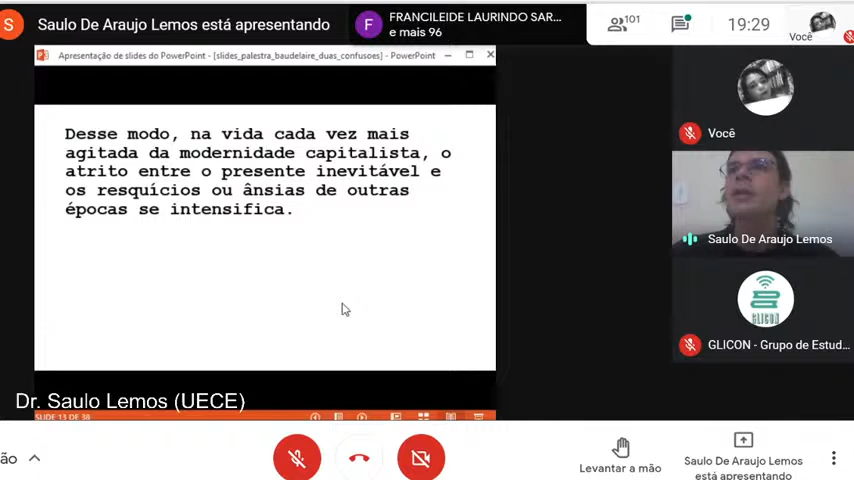 S Saulo De Araujo Lemos está apresentando
F FRANCILEIDE LAURINDO SAR...
e mais 96
101
19:29
Você
Apresentação de slides do PowerPoint - [slides_palestra_baudelaire_duas_confusoes] - PowerPoint
Desse modo, na vida cada vez mais
agitada da modernidade capitalista, o
atrito entre o presente inevitável e
os resquícios ou ânsias de outras
épocas se intensifica.
Você
Saulo De Araujo Lemos
GLICON
GLICON - Grupo de Estud...
Dr. Saulo Lemos (UECE)
SLIDE 13 DE 38
ão
Levantar a mão
Saulo De Araujo Lemos
está apresentando